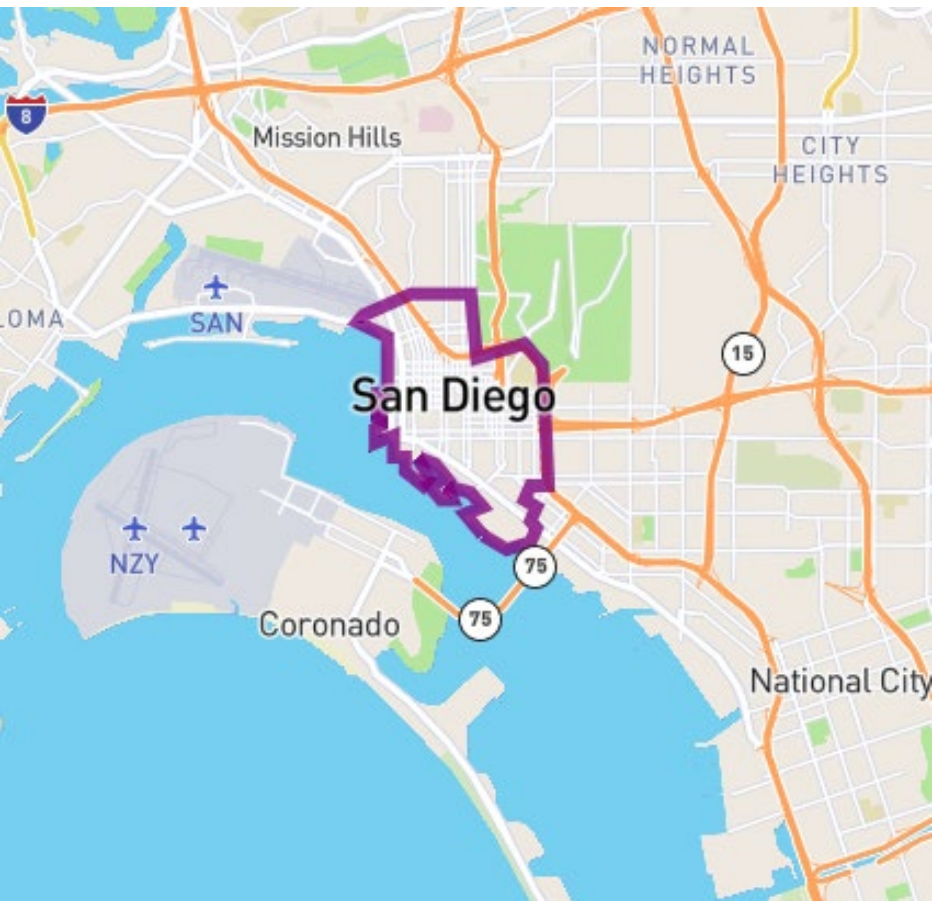 NORMAL
HEIGHTS
8
Mission Hills
CITY
HEIGHTS
SAN
LOMA
15
San Diego
NZY
75
75
Coronado
National City